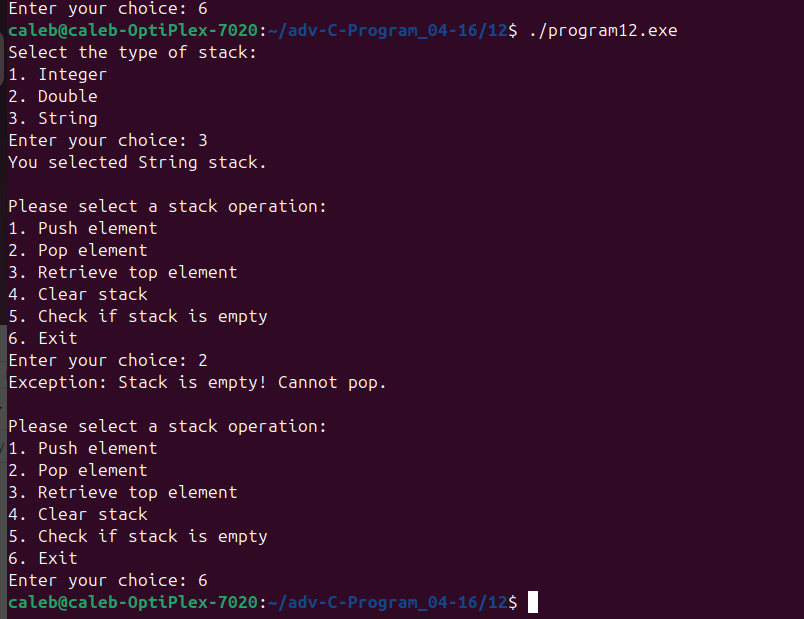 Enter your choice: 6
caleb@caleb-OptiPlex-7020:~/adv-C-Program_04-16/12$ ./program12.exe
Select the type of stack:
1. Integer
2. Double
3. String
Enter your choice: 3
You selected String stack.
Please select a stack operation:
1. Push element
2. Pop element
3. Retrieve top element
4. Clear stack
5. Check if stack is empty
6. Exit
Enter your choice: 2
Exception: Stack is empty! Cannot pop.
Please select a stack operation:
1. Push element
2. Pop element
3. Retrieve top element
4. Clear stack
5. Check if stack is empty
6. Exit
Enter your choice: 6
caleb@caleb-OptiPlex-7020:~/adv-C-Program_04-16/12$